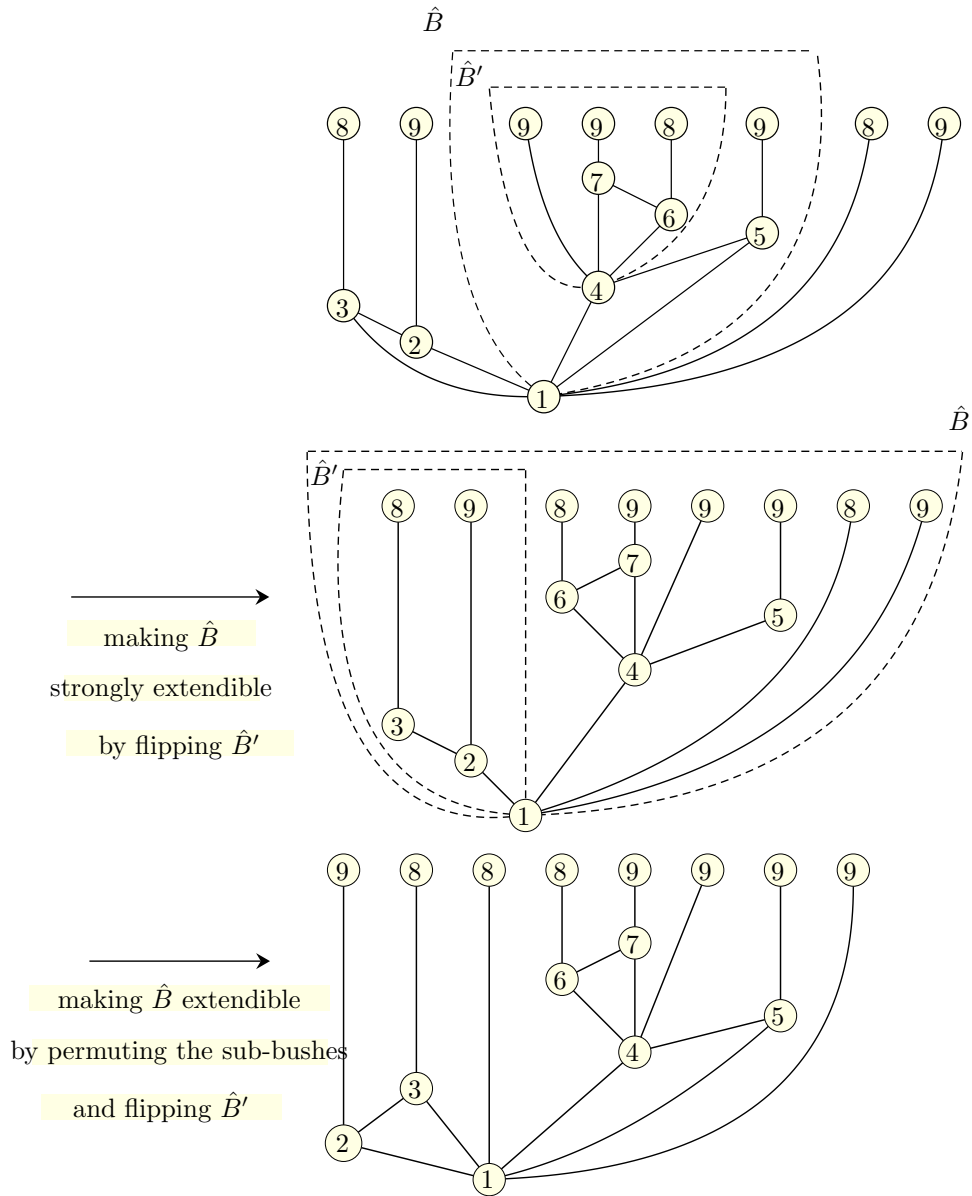 B̂
B̂′
8 9 9 9 8 9 8 9
7
6
5
4
3
2
1
B̂
B̂′
8 9 8 9 9 9 8 9
7
6
5
4
3
2
1
making B̂
strongly extendible
by flipping B̂′
9 8 8 8 9 9 9 9
7
6
5
4
3
2
1
making B̂ extendible
by permuting the sub-bushes
and flipping B̂′